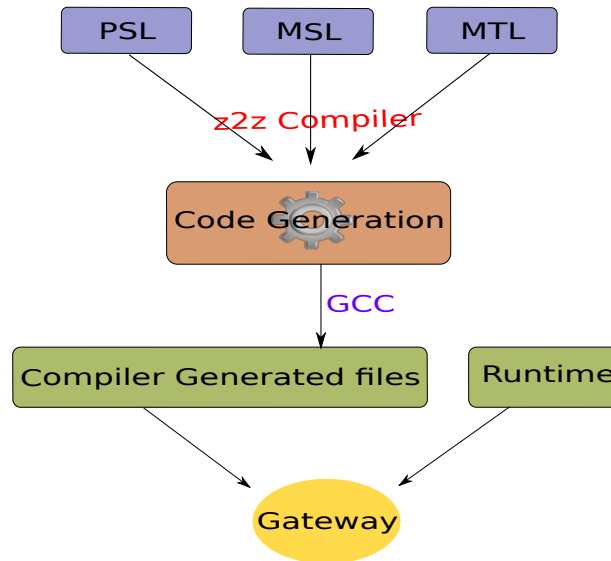 PSL
MSL
MTL
z2z Compiler
Code Generation
GCC
Compiler Generated files
Runtime
Gateway